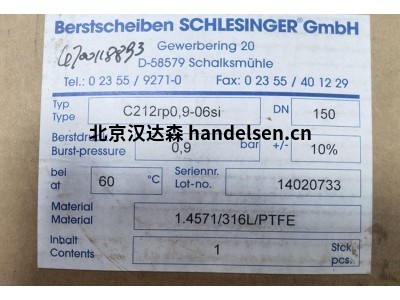 Berstscheiben SCHLESINGER® GmbH
6700118893
Gewerbering 20
D-58579 Schalksmühle
Tel.: 0 23 55 / 9271-0 Fax: 0 23 55 / 40 12 29
Typ
Type
C212rp0,9-06si
DN
150
北京汉达森 handelsen.cn
Burst-pressure
0,9
bar
+/-
10%
bei
at
60
°C
Seriennr.
Lot-no.
14020733
Material
Material
1.4571/316L/PTFE
Inhalt
Contents
1
Stck
pcs.